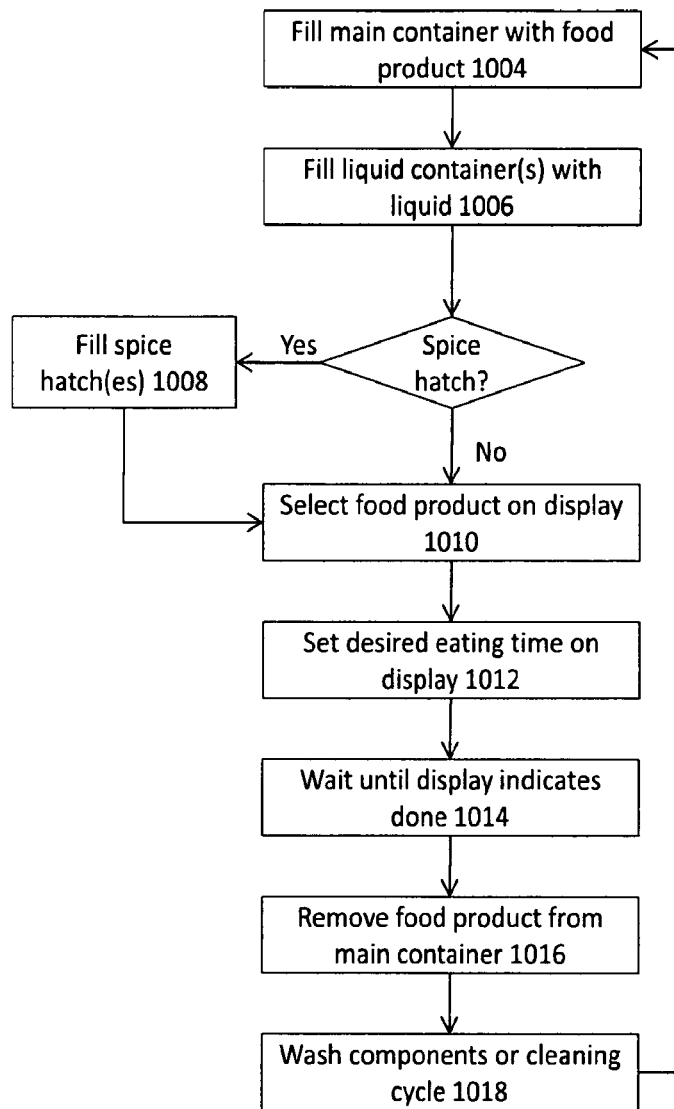 Fill main container with food
product 1004
Fill liquid container(s) with
liquid 1006
Fill spice
hatch(es) 1008
Yes
Spice
hatch?
No
Select food product on display
1010
Set desired eating time on
display 1012
Wait until display indicates
done 1014
Remove food product from
main container 1016
Wash components or cleaning
cycle 1018